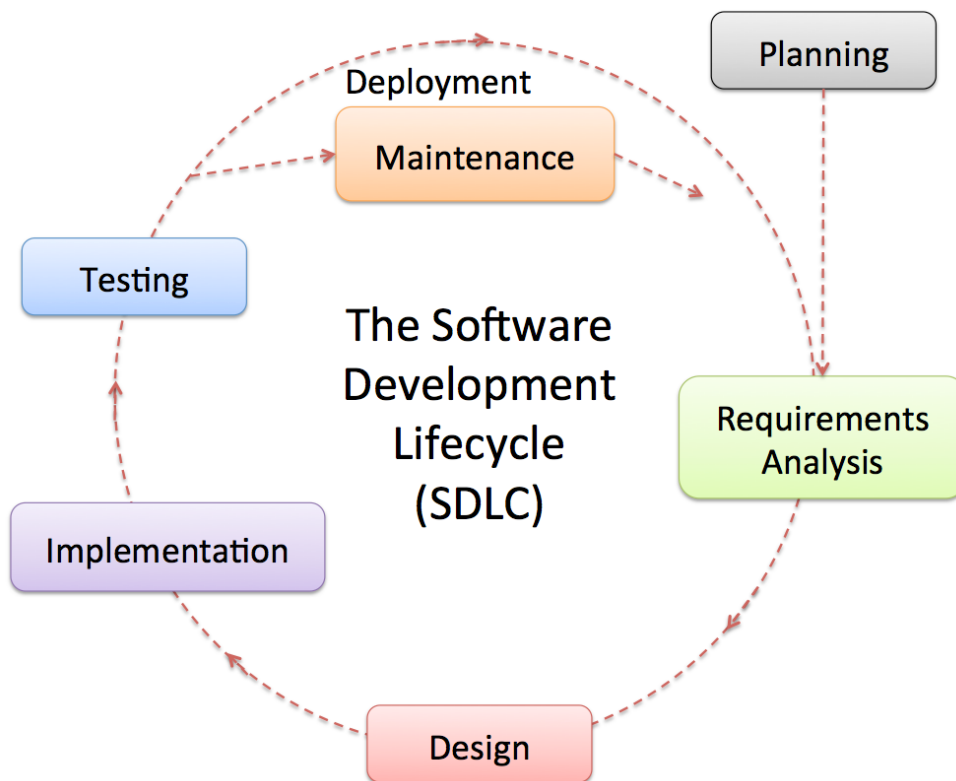 Planning
Deployment
Maintenance
Testing
The Software
Development
Lifecycle
(SDLC)
Requirements
Analysis
Implementation
Design